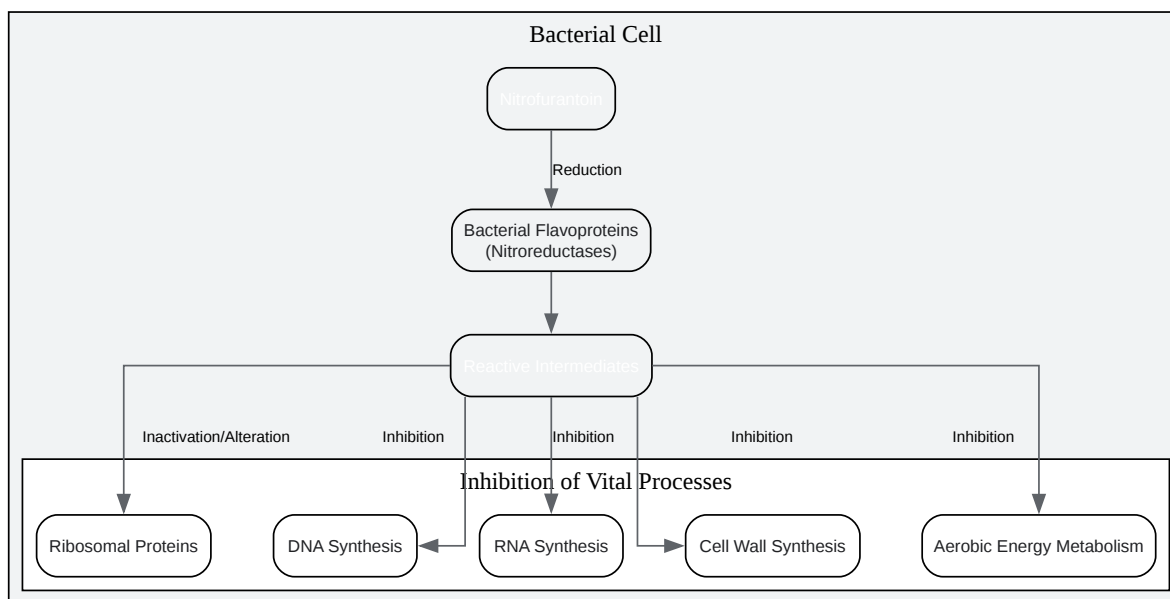 Bacterial Cell
Nitrofurantoin
Reduction
Bacterial Flavoproteins
(Nitroreductases)
Reactive Intermediates
Inactivation/Alteration
Inhibition
Inhibition
Inhibition
Inhibition
Inhibition of Vital Processes
Ribosomal Proteins
DNA Synthesis
RNA Synthesis
Cell Wall Synthesis
Aerobic Energy Metabolism